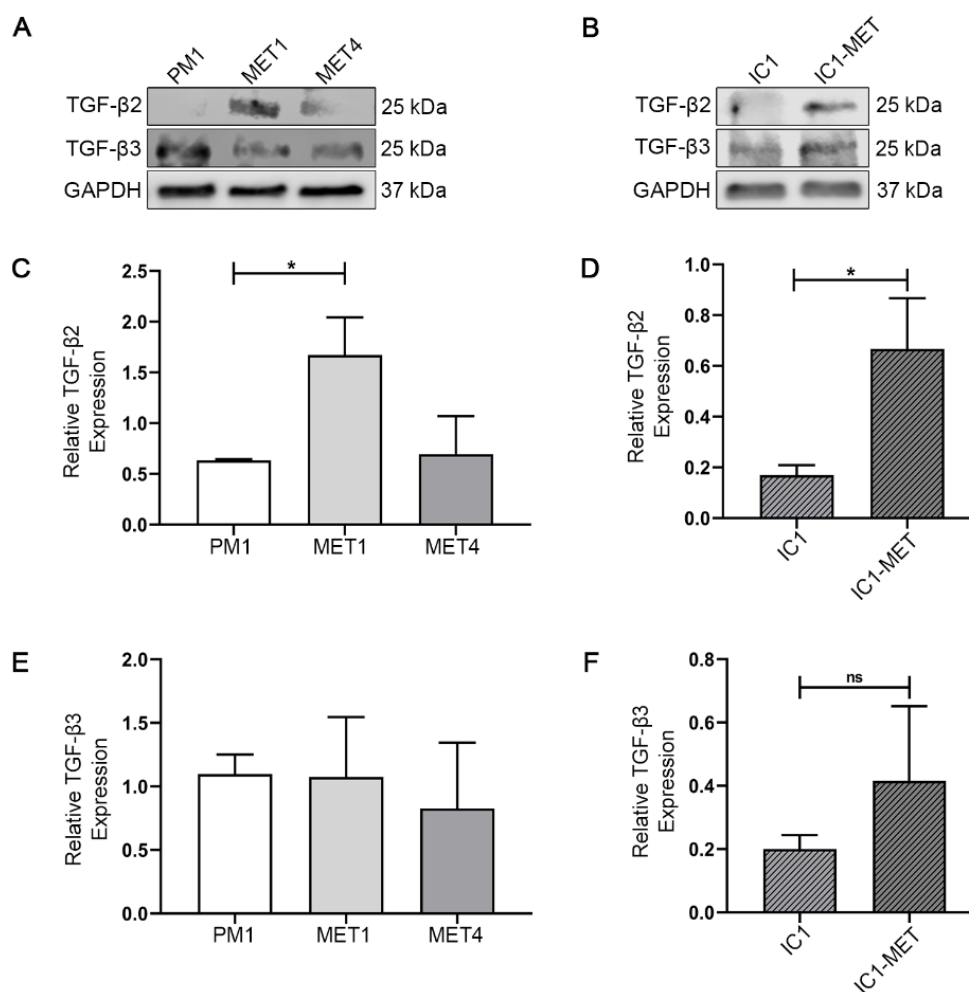 A
PM1 MET1 MET4
TGF-β2 25 kDa
TGF-β3 25 kDa
GAPDH 37 kDa
B
IC1 IC1-MET
TGF-β2 25 kDa
TGF-β3 25 kDa
GAPDH 37 kDa
C
Relative TGF-β2
Expression
2.5
2.0
1.5
1.0
0.5
0.0
*
PM1 MET1 MET4
D
Relative TGF-β2
Expression
1.0
0.8
0.6
0.4
0.2
0.0
*
IC1 IC1-MET
E
Relative TGF-β3
Expression
2.0
1.5
1.0
0.5
0.0
PM1 MET1 MET4
F
Relative TGF-β3
Expression
0.8
0.6
0.4
0.2
0.0
ns
IC1 IC1-MET